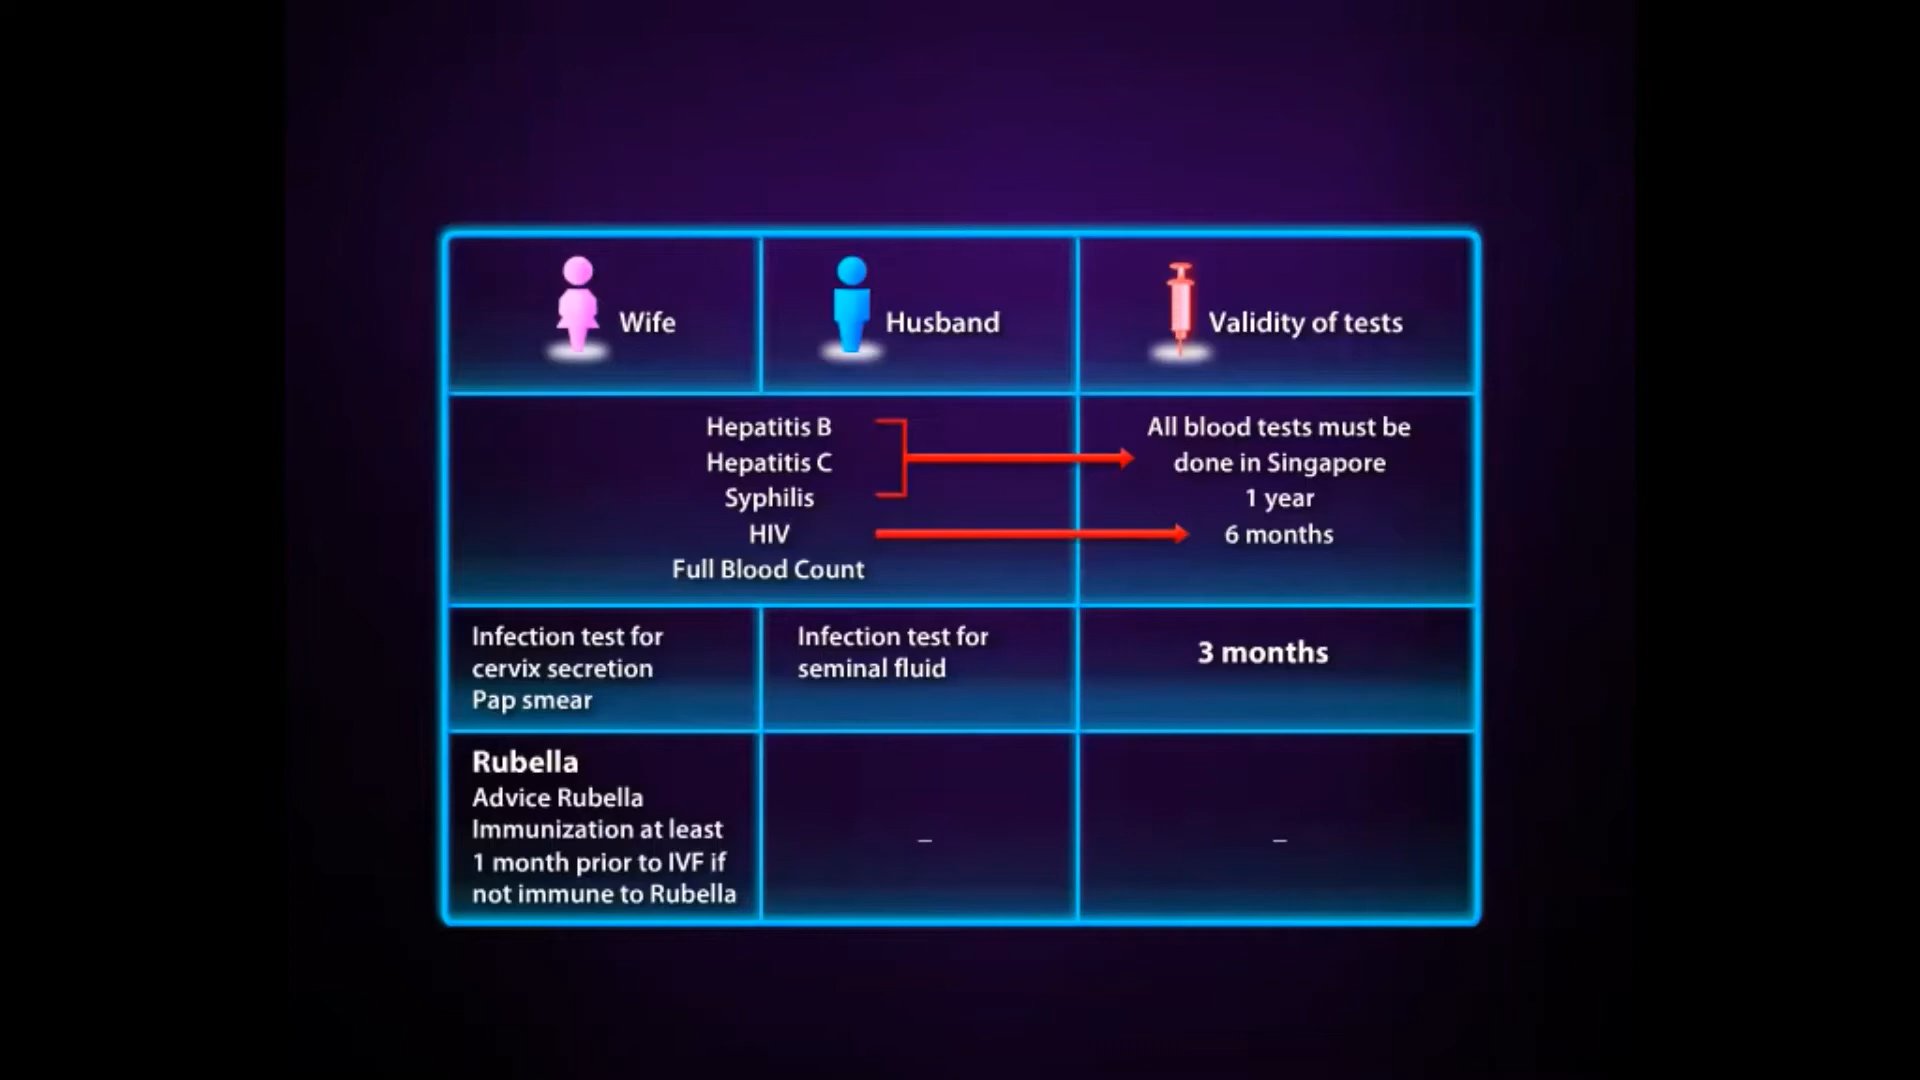 Wife
Husband
Validity of tests
Hepatitis B
Hepatitis C
Syphilis
HIV
Full Blood Count
All blood tests must be
done in Singapore
1 year
6 months
Infection test for
cervix secretion
Pap smear
Infection test for
seminal fluid
3 months
Rubella
Advice Rubella
Immunization at least
1 month prior to IVF if
not immune to Rubella
–
–